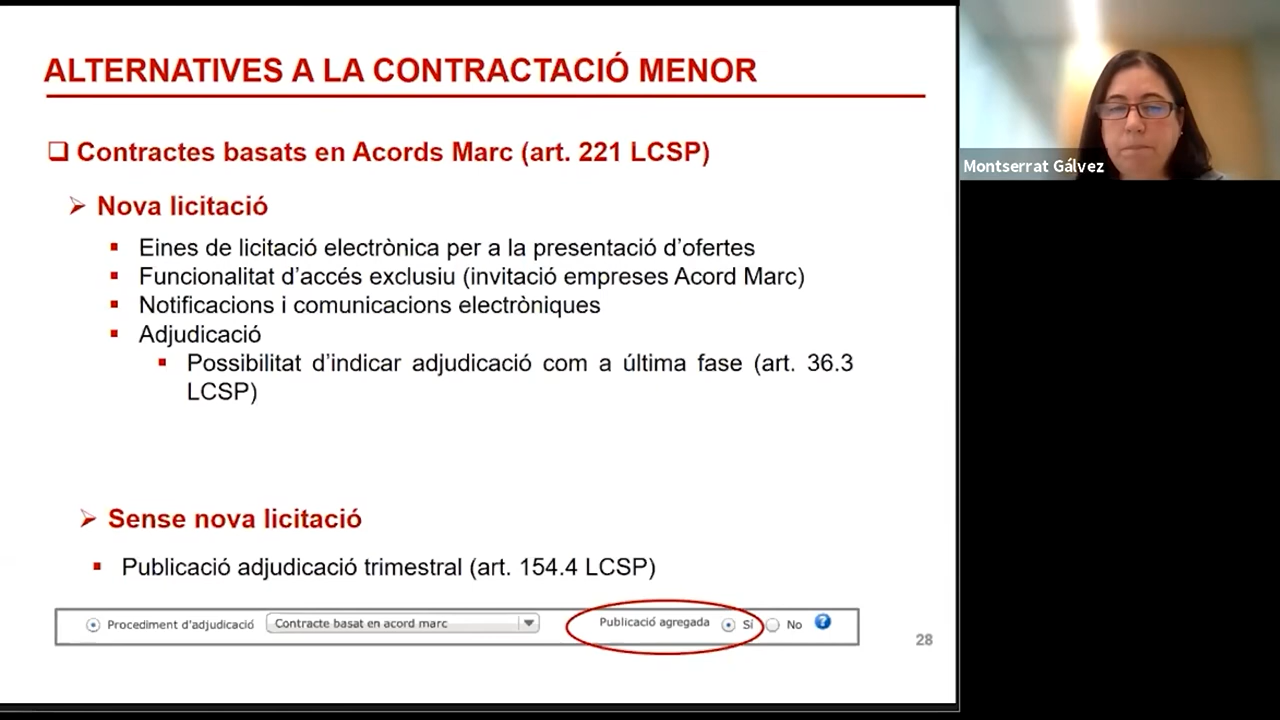 ALTERNATIVES A LA CONTRACTACIÓ MENOR
Contractes basats en Acords Marc (art. 221 LCSP)
Nova licitació
Eines de licitació electrònica per a la presentació d'ofertes
Funcionalitat d'accés exclusiu (invitació empreses Acord Marc)
Notificacions i comunicacions electròniques
Adjudicació
Possibilitat d'indicar adjudicació com a última fase (art. 36.3
LCSP)
Sense nova licitació
Publicació adjudicació trimestral (art. 154.4 LCSP)
Procediment d'adjudicació Contracte basat en acord marc Publicació agregada Sí No ?
28
Montserrat Gálvez